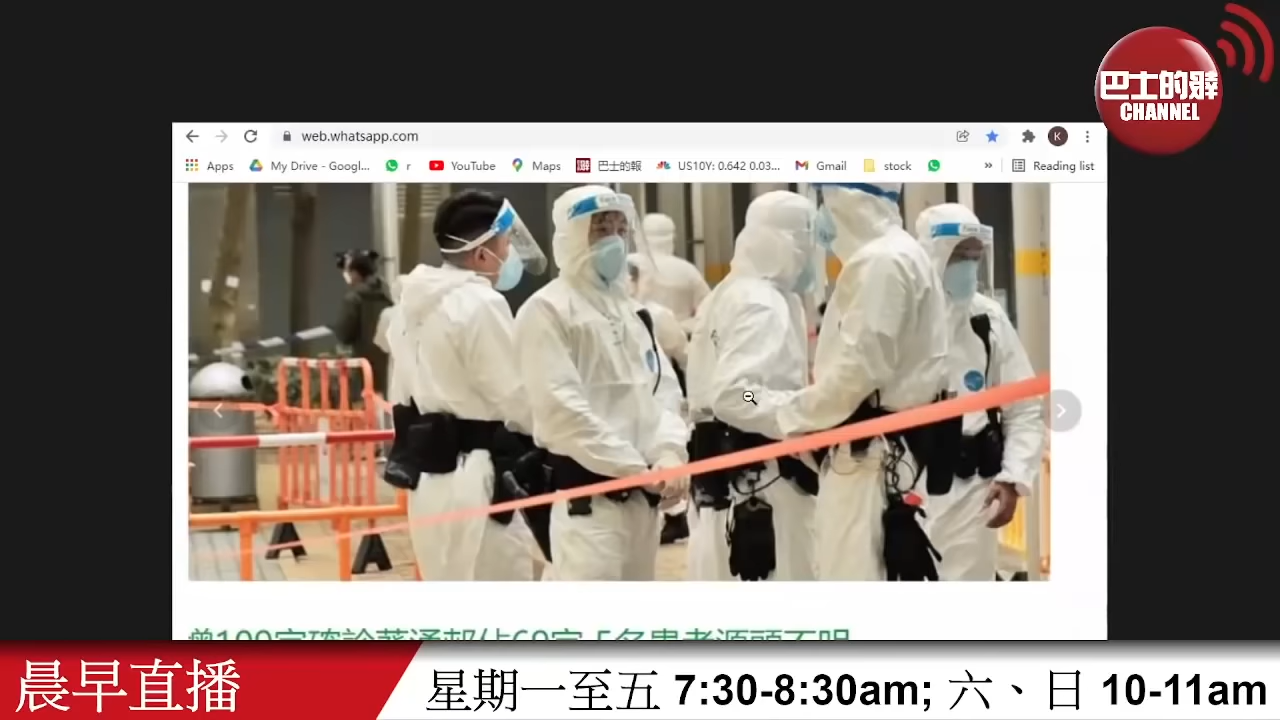 巴士的報
CHANNEL
web.whatsapp.com
K
Apps
My Drive - Googl...
r
YouTube
Maps
巴士的報
US10Y: 0.642 0.03...
Gmail
stock
»
Reading list
晨早直播
星期一至五 7:30-8:30am; 六、日 10-11am